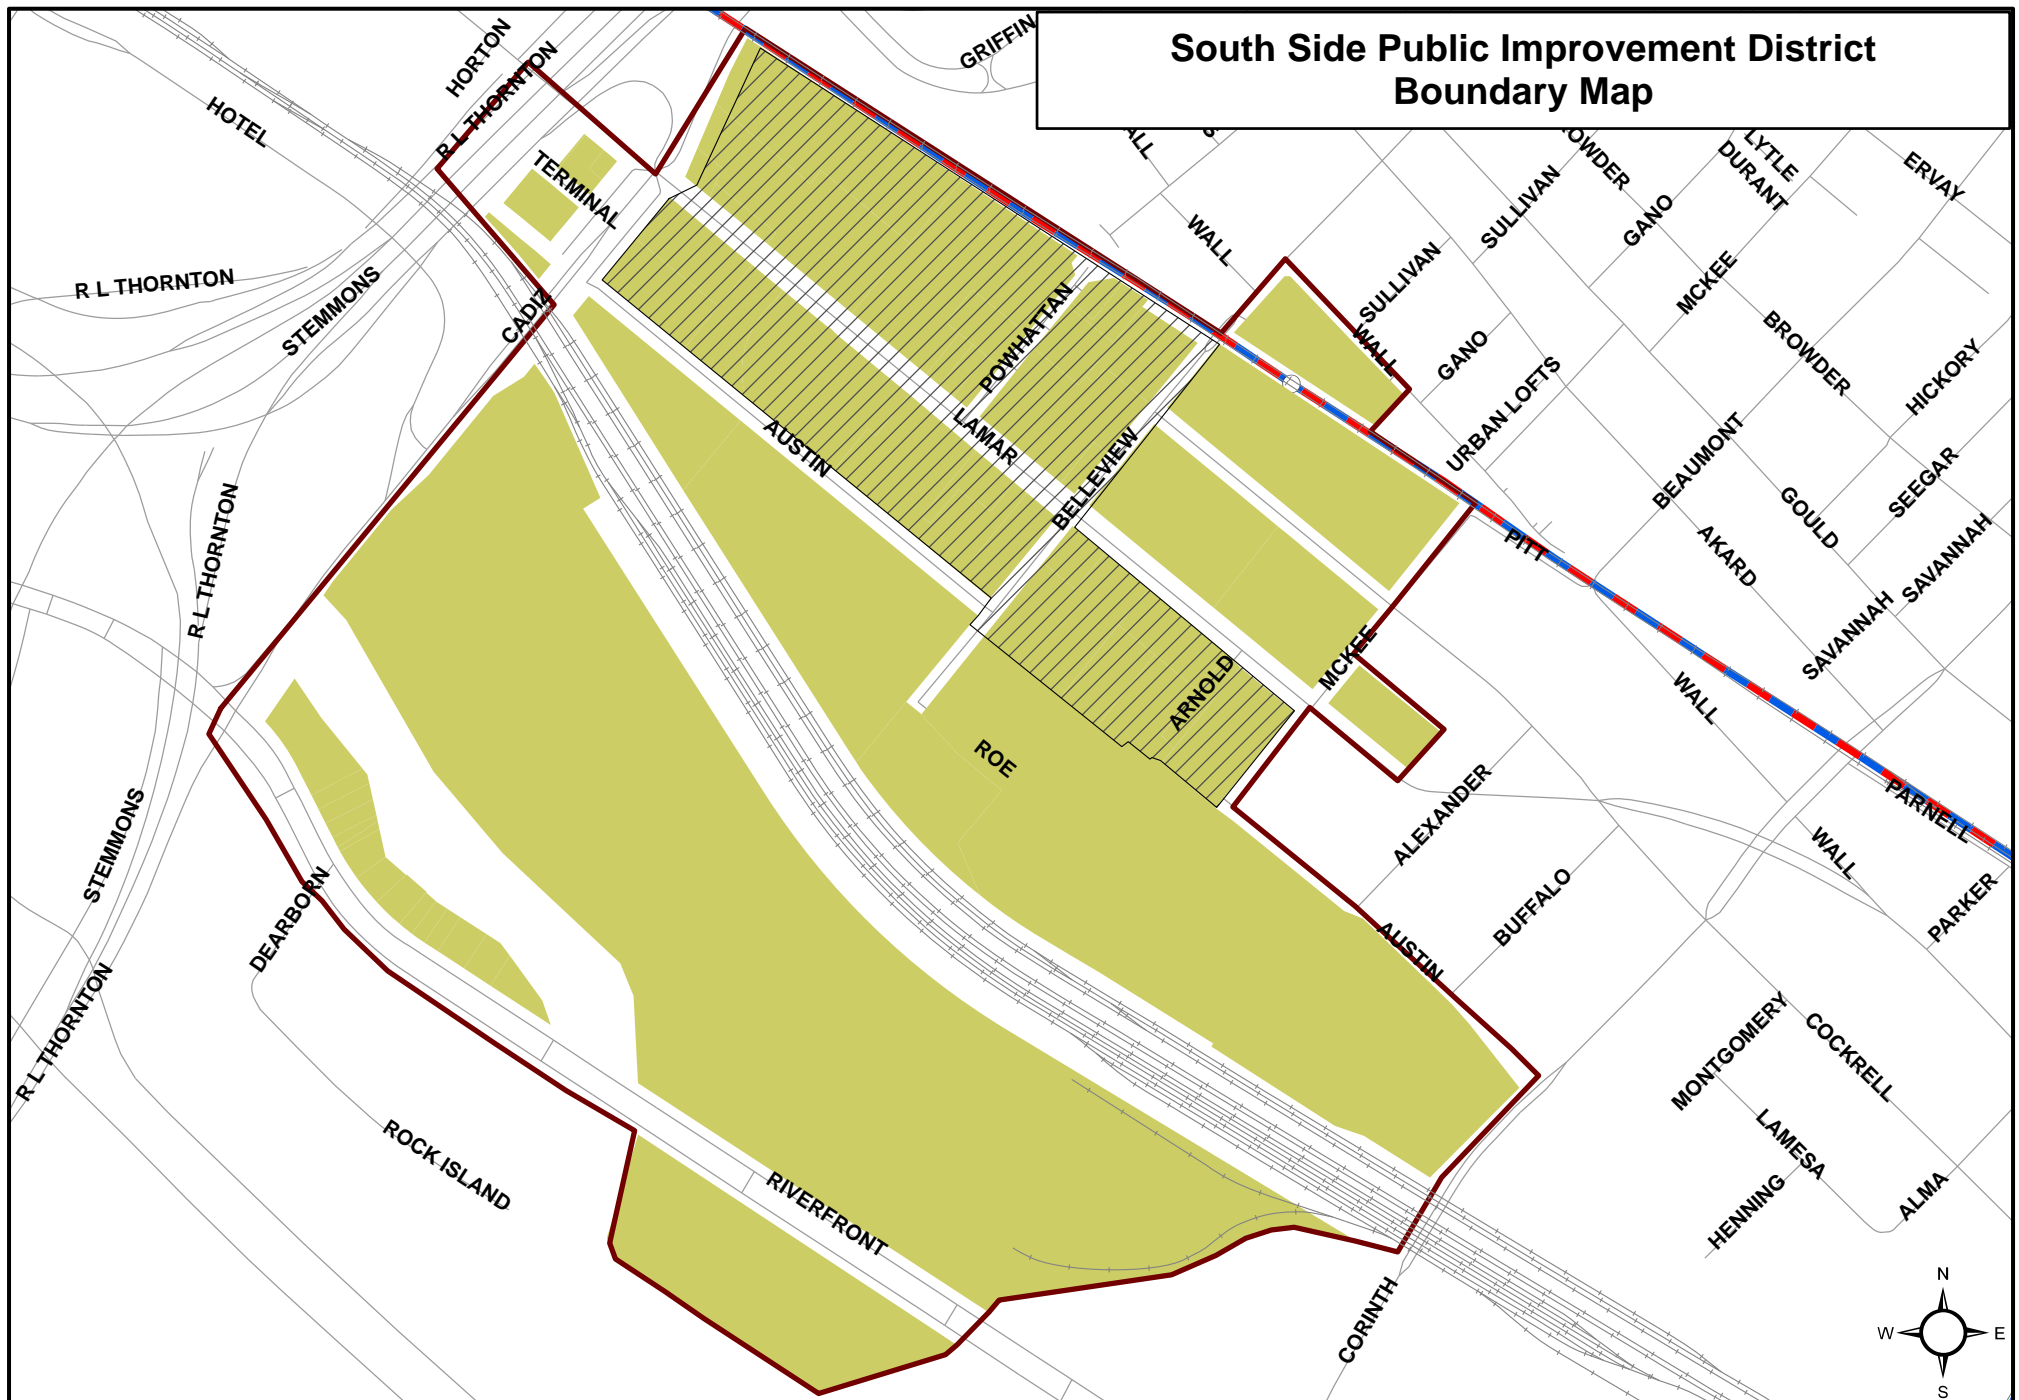 South Side Public Improvement District
Boundary Map
GRIFFIN
HORTON
R L THORNTON
HOTEL
TERMINAL
LYTLE
DURANT
ERVAY
SULLIVAN
GANO
WALL
SULLIVAN
MCKEE
R L THORNTON
STEMMONS
CADIZ
POWHATTAN
WALL
GANO
BROWDER
HICKORY
URBAN LOFTS
AUSTIN
LAMAR
BELLEVIEW
BEAUMONT
SEEGAR
GOULD
R L THORNTON
PITT
AKARD
SAVANNAH
SAVANNAH
MCKEE
ARNOLD
WALL
ROE
ALEXANDER
PARNELL
STEMMONS
WALL
DEARBORN
BUFFALO
PARKER
AUSTIN
R L THORNTON
MONTGOMERY
COCKRELL
ROCK ISLAND
LAMESA
RIVERFRONT
HENNING
ALMA
CORINTH
N
W E
S